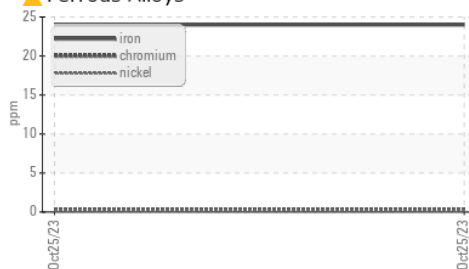 Ferrous Alloys
25
20
15
10
5
0
ppm
iron
chromium
nickel
Oct25/23
Oct25/23